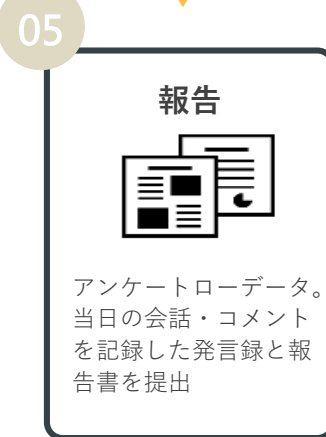 05
報告
アンケートローデータ。
当日の会話・コメント
を記録した発言録と報
告書を提出